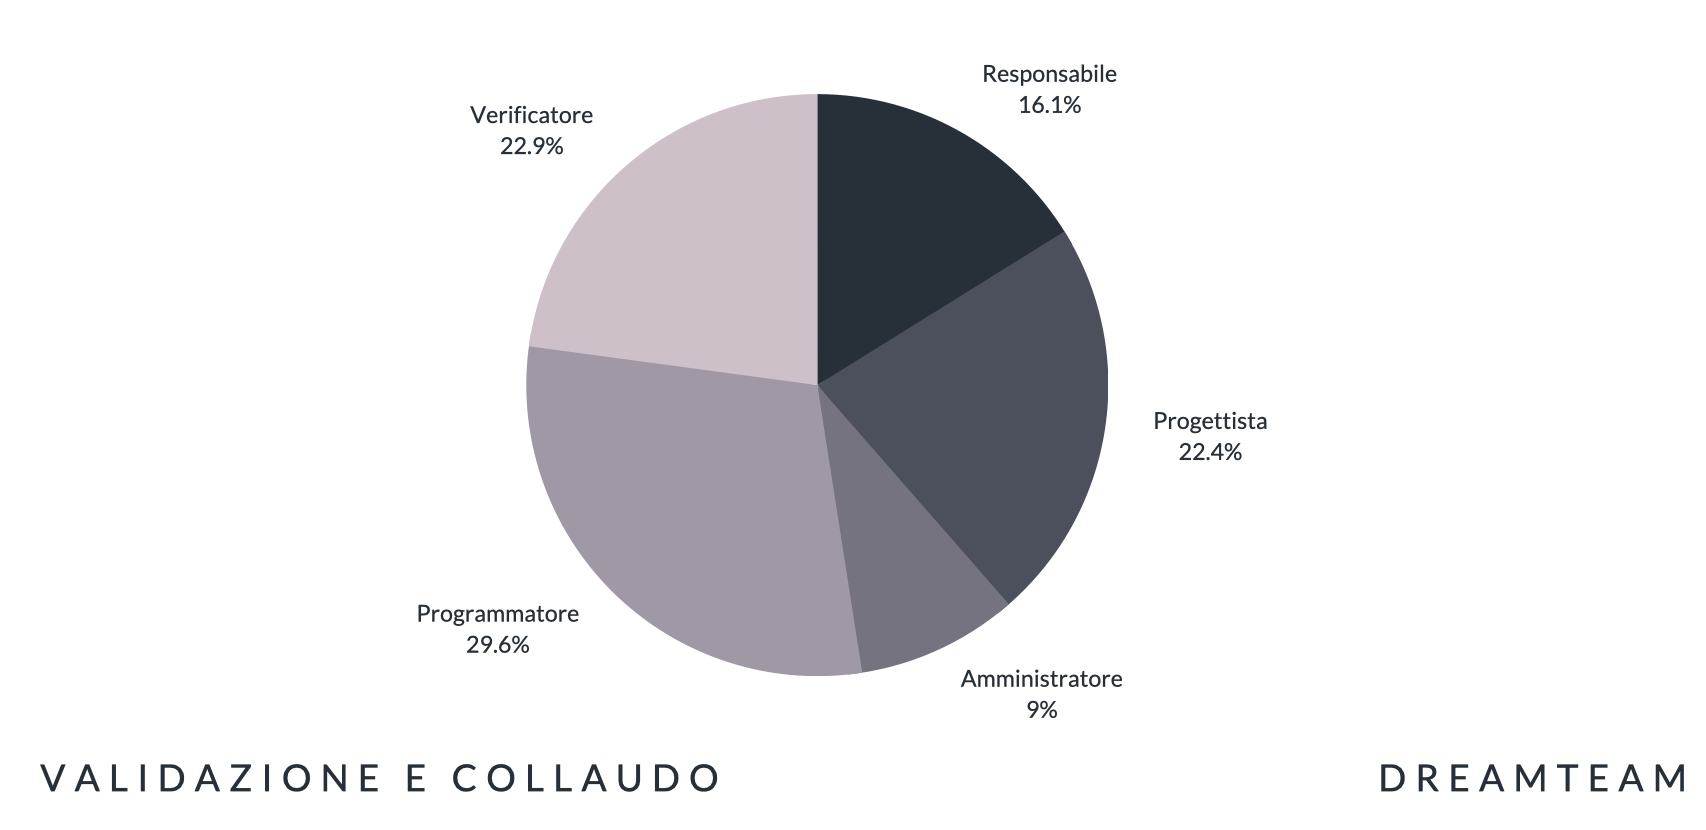 Responsabile
16.1%
Verificatore
22.9%
Progettista
22.4%
Programmatore
29.6%
Amministratore
9%
VALIDAZIONE E COLLAUDO
DREAMTEAM